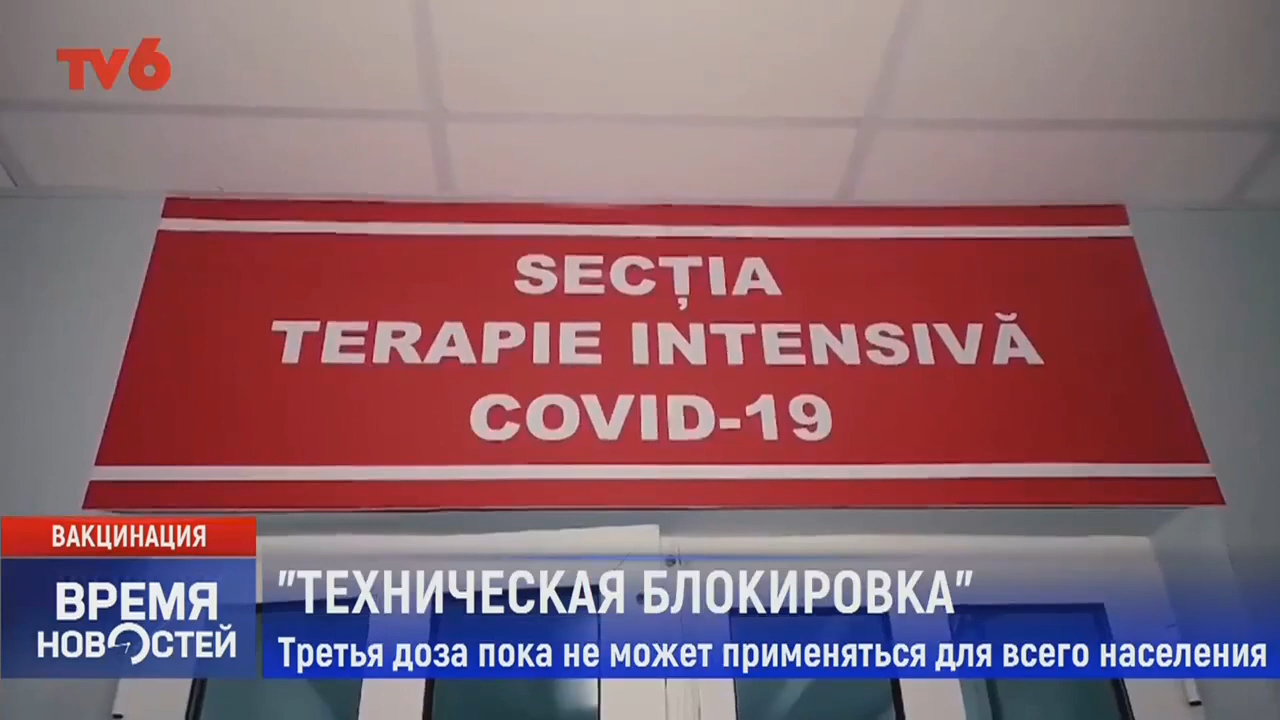 TV6
SECȚIA
TERAPIE INTENSIVĂ
COVID-19
ВАКЦИНАЦИЯ
ВРЕМЯ
НОВОСТЕЙ
"ТЕХНИЧЕСКАЯ БЛОКИРОВКА"
Третья доза пока не может применяться для всего населения